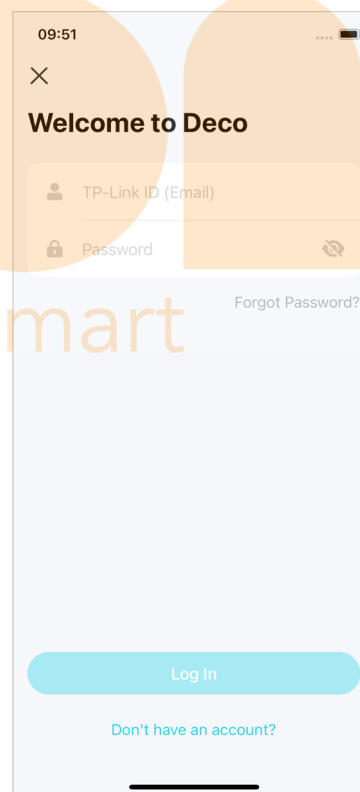 09:51
Welcome to Deco
TP-Link ID (Email)
Password
Forgot Password?
mart
Log In
Don't have an account?